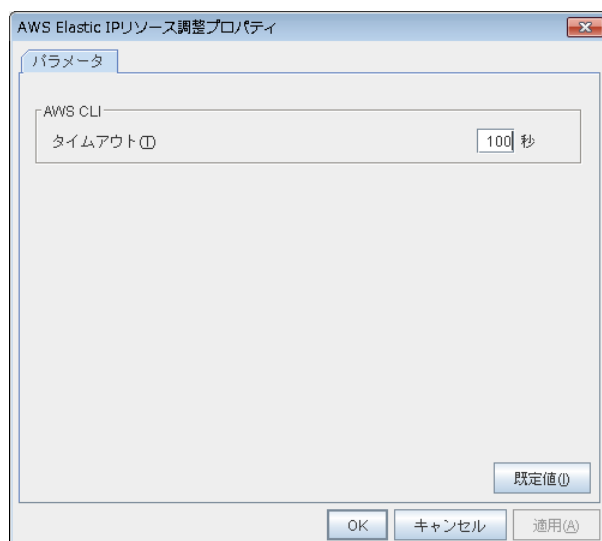 AWS Elastic IPリソース調整プロパティ
パラメータ
AWS CLI
タイムアウト(T) 100 秒
既定値(I)
OK キャンセル 適用(A)